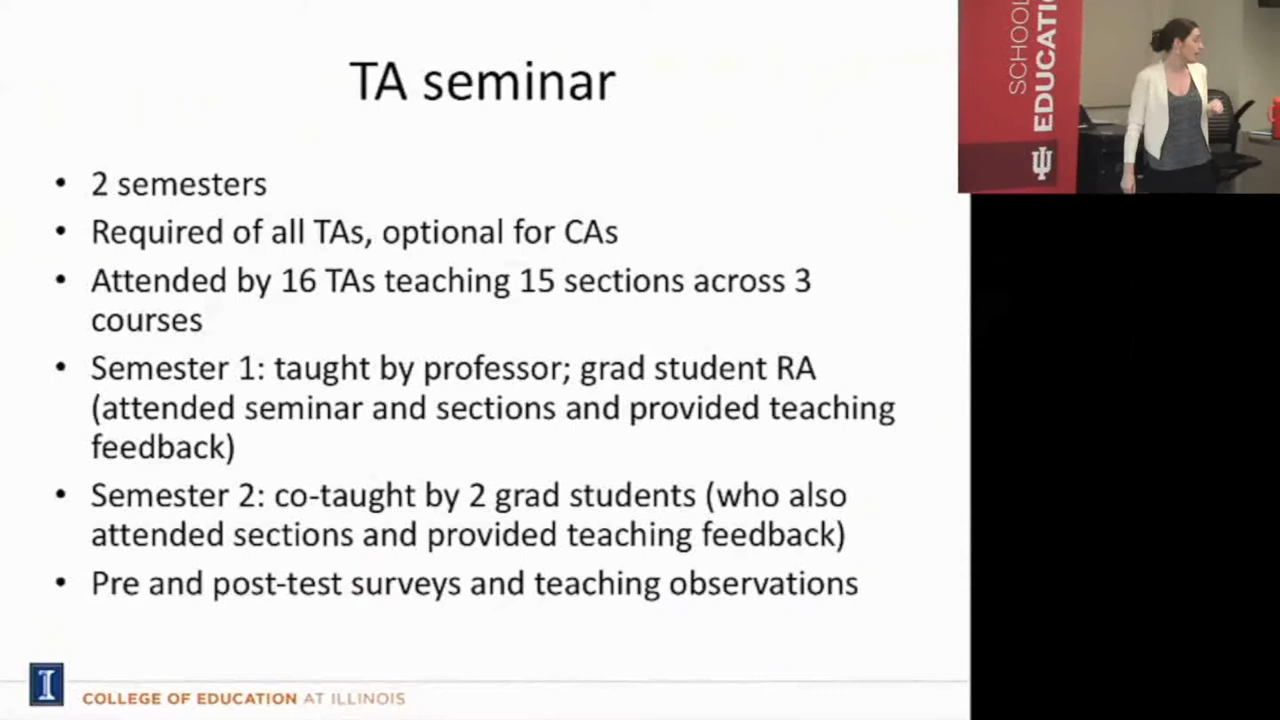 TA seminar
• 2 semesters
• Required of all TAs, optional for CAs
• Attended by 16 TAs teaching 15 sections across 3
courses
• Semester 1: taught by professor; grad student RA
(attended seminar and sections and provided teaching
feedback)
• Semester 2: co-taught by 2 grad students (who also
attended sections and provided teaching feedback)
• Pre and post-test surveys and teaching observations
I
COLLEGE OF EDUCATION AT ILLINOIS
SCHOOL
EDUCATI